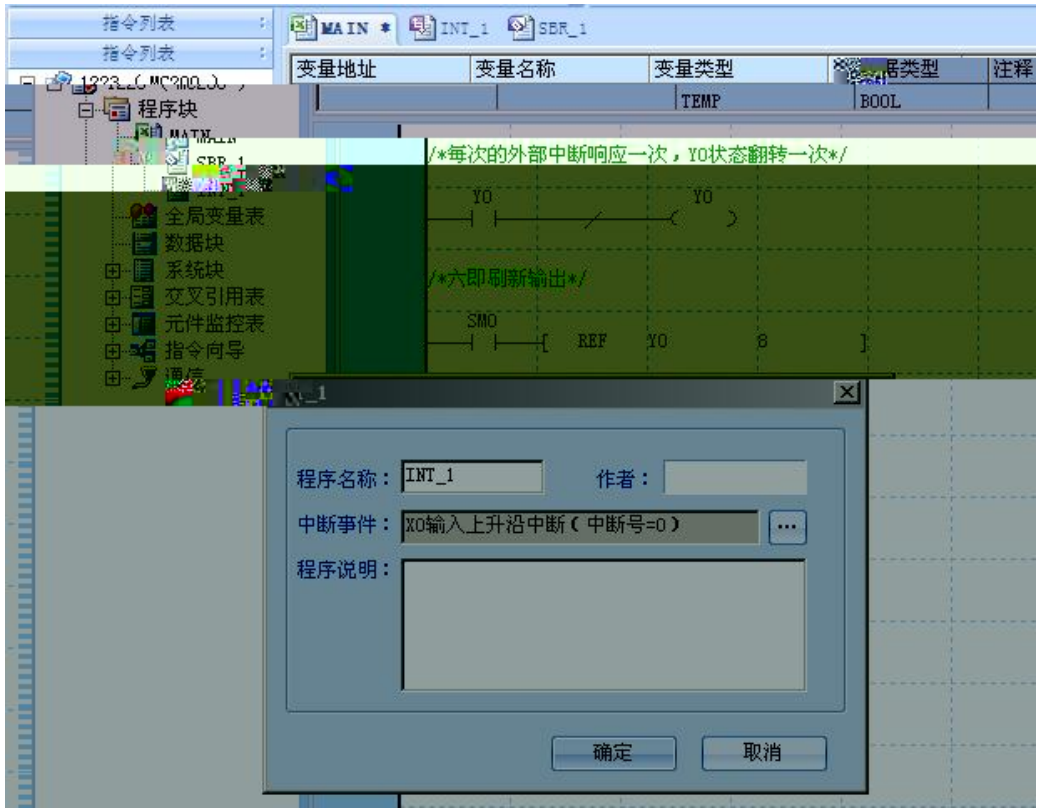 指令列表
指令列表
MAIN * INT_1 SBR_1
变量地址 变量名称 变量类型 据类型 注释
TEMP BOOL
程序块
MAIN
SBR_1
全局变量表
数据块
系统块
交叉引用表
元件监控表
指令向导
通信
/*每次的外部中断响应一次,Y0状态翻转一次*/
Y0 Y0
/*六即刷新输出*/
SM0
[ REF Y0 8 ]
_1
程序名称: INT_1 作者:
中断事件: X0输入上升沿中断(中断号=0) ...
程序说明:
确定 取消